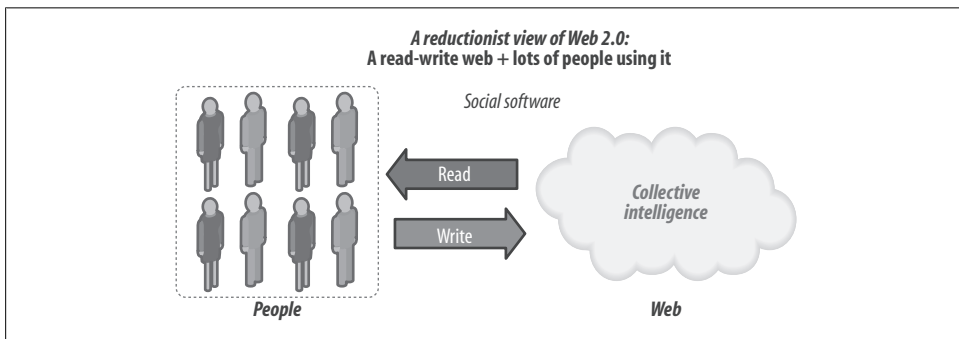 A reductionist view of Web 2.0:
A read-write web + lots of people using it
Social software
Read
Collective
intelligence
Write
People
Web